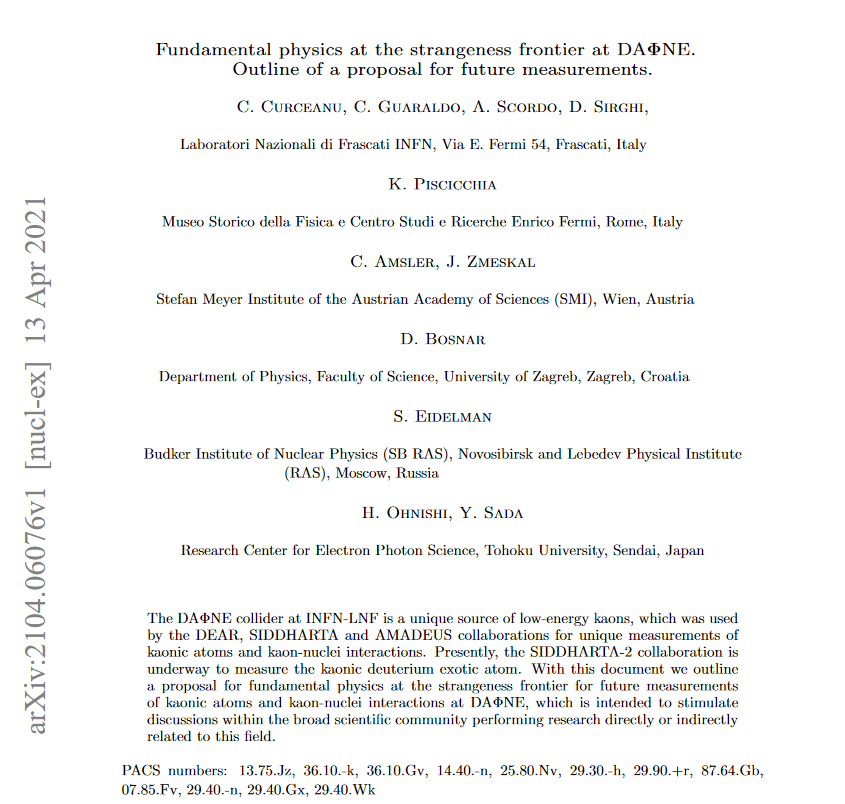 Fundamental physics at the strangeness frontier at DAΦNE.
Outline of a proposal for future measurements.
C. Curceanu, C. Guaraldo, A. Scordo, D. Sirghi,
Laboratori Nazionali di Frascati INFN, Via E. Fermi 54, Frascati, Italy
K. Piscicchia
Museo Storico della Fisica e Centro Studi e Ricerche Enrico Fermi, Rome, Italy
C. Amsler, J. Zmeskal
Stefan Meyer Institute of the Austrian Academy of Sciences (SMI), Wien, Austria
D. Bosnar
Department of Physics, Faculty of Science, University of Zagreb, Zagreb, Croatia
S. Eidelman
Budker Institute of Nuclear Physics (SB RAS), Novosibirsk and Lebedev Physical Institute
(RAS), Moscow, Russia
H. Ohnishi, Y. Sada
Research Center for Electron Photon Science, Tohoku University, Sendai, Japan
The DAΦNE collider at INFN-LNF is a unique source of low-energy kaons, which was used
by the DEAR, SIDDHARTA and AMADEUS collaborations for unique measurements of
kaonic atoms and kaon-nuclei interactions. Presently, the SIDDHARTA-2 collaboration is
underway to measure the kaonic deuterium exotic atom. With this document we outline
a proposal for fundamental physics at the strangeness frontier for future measurements
of kaonic atoms and kaon-nuclei interactions at DAΦNE, which is intended to stimulate
discussions within the broad scientific community performing research directly or indirectly
related to this field.
PACS numbers: 13.75.Jz, 36.10.-k, 36.10.Gv, 14.40.-n, 25.80.Nv, 29.30.-h, 29.90.+r, 87.64.Gb,
07.85.Fv, 29.40.-n, 29.40.Gx, 29.40.Wk
arXiv:2104.06076v1 [nucl-ex] 13 Apr 2021